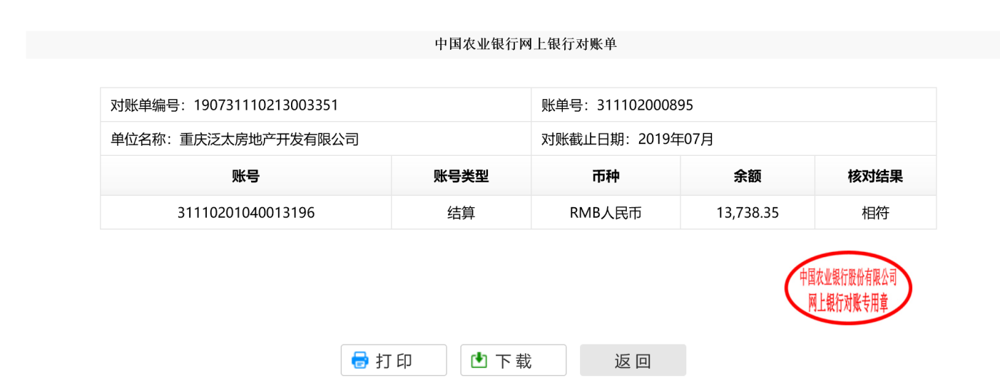 中国农业银行网上银行对账单
对账单编号：190731110213003351 账单号：311102000895
单位名称：重庆泛太房地产开发有限公司 对账截止日期：2019年07月
账号 账号类型 币种 余额 核对结果
31110201040013196 结算 RMB人民币 13,738.35 相符
中国农业银行股份有限公司
网上银行对账专用章
打印 下载 返回